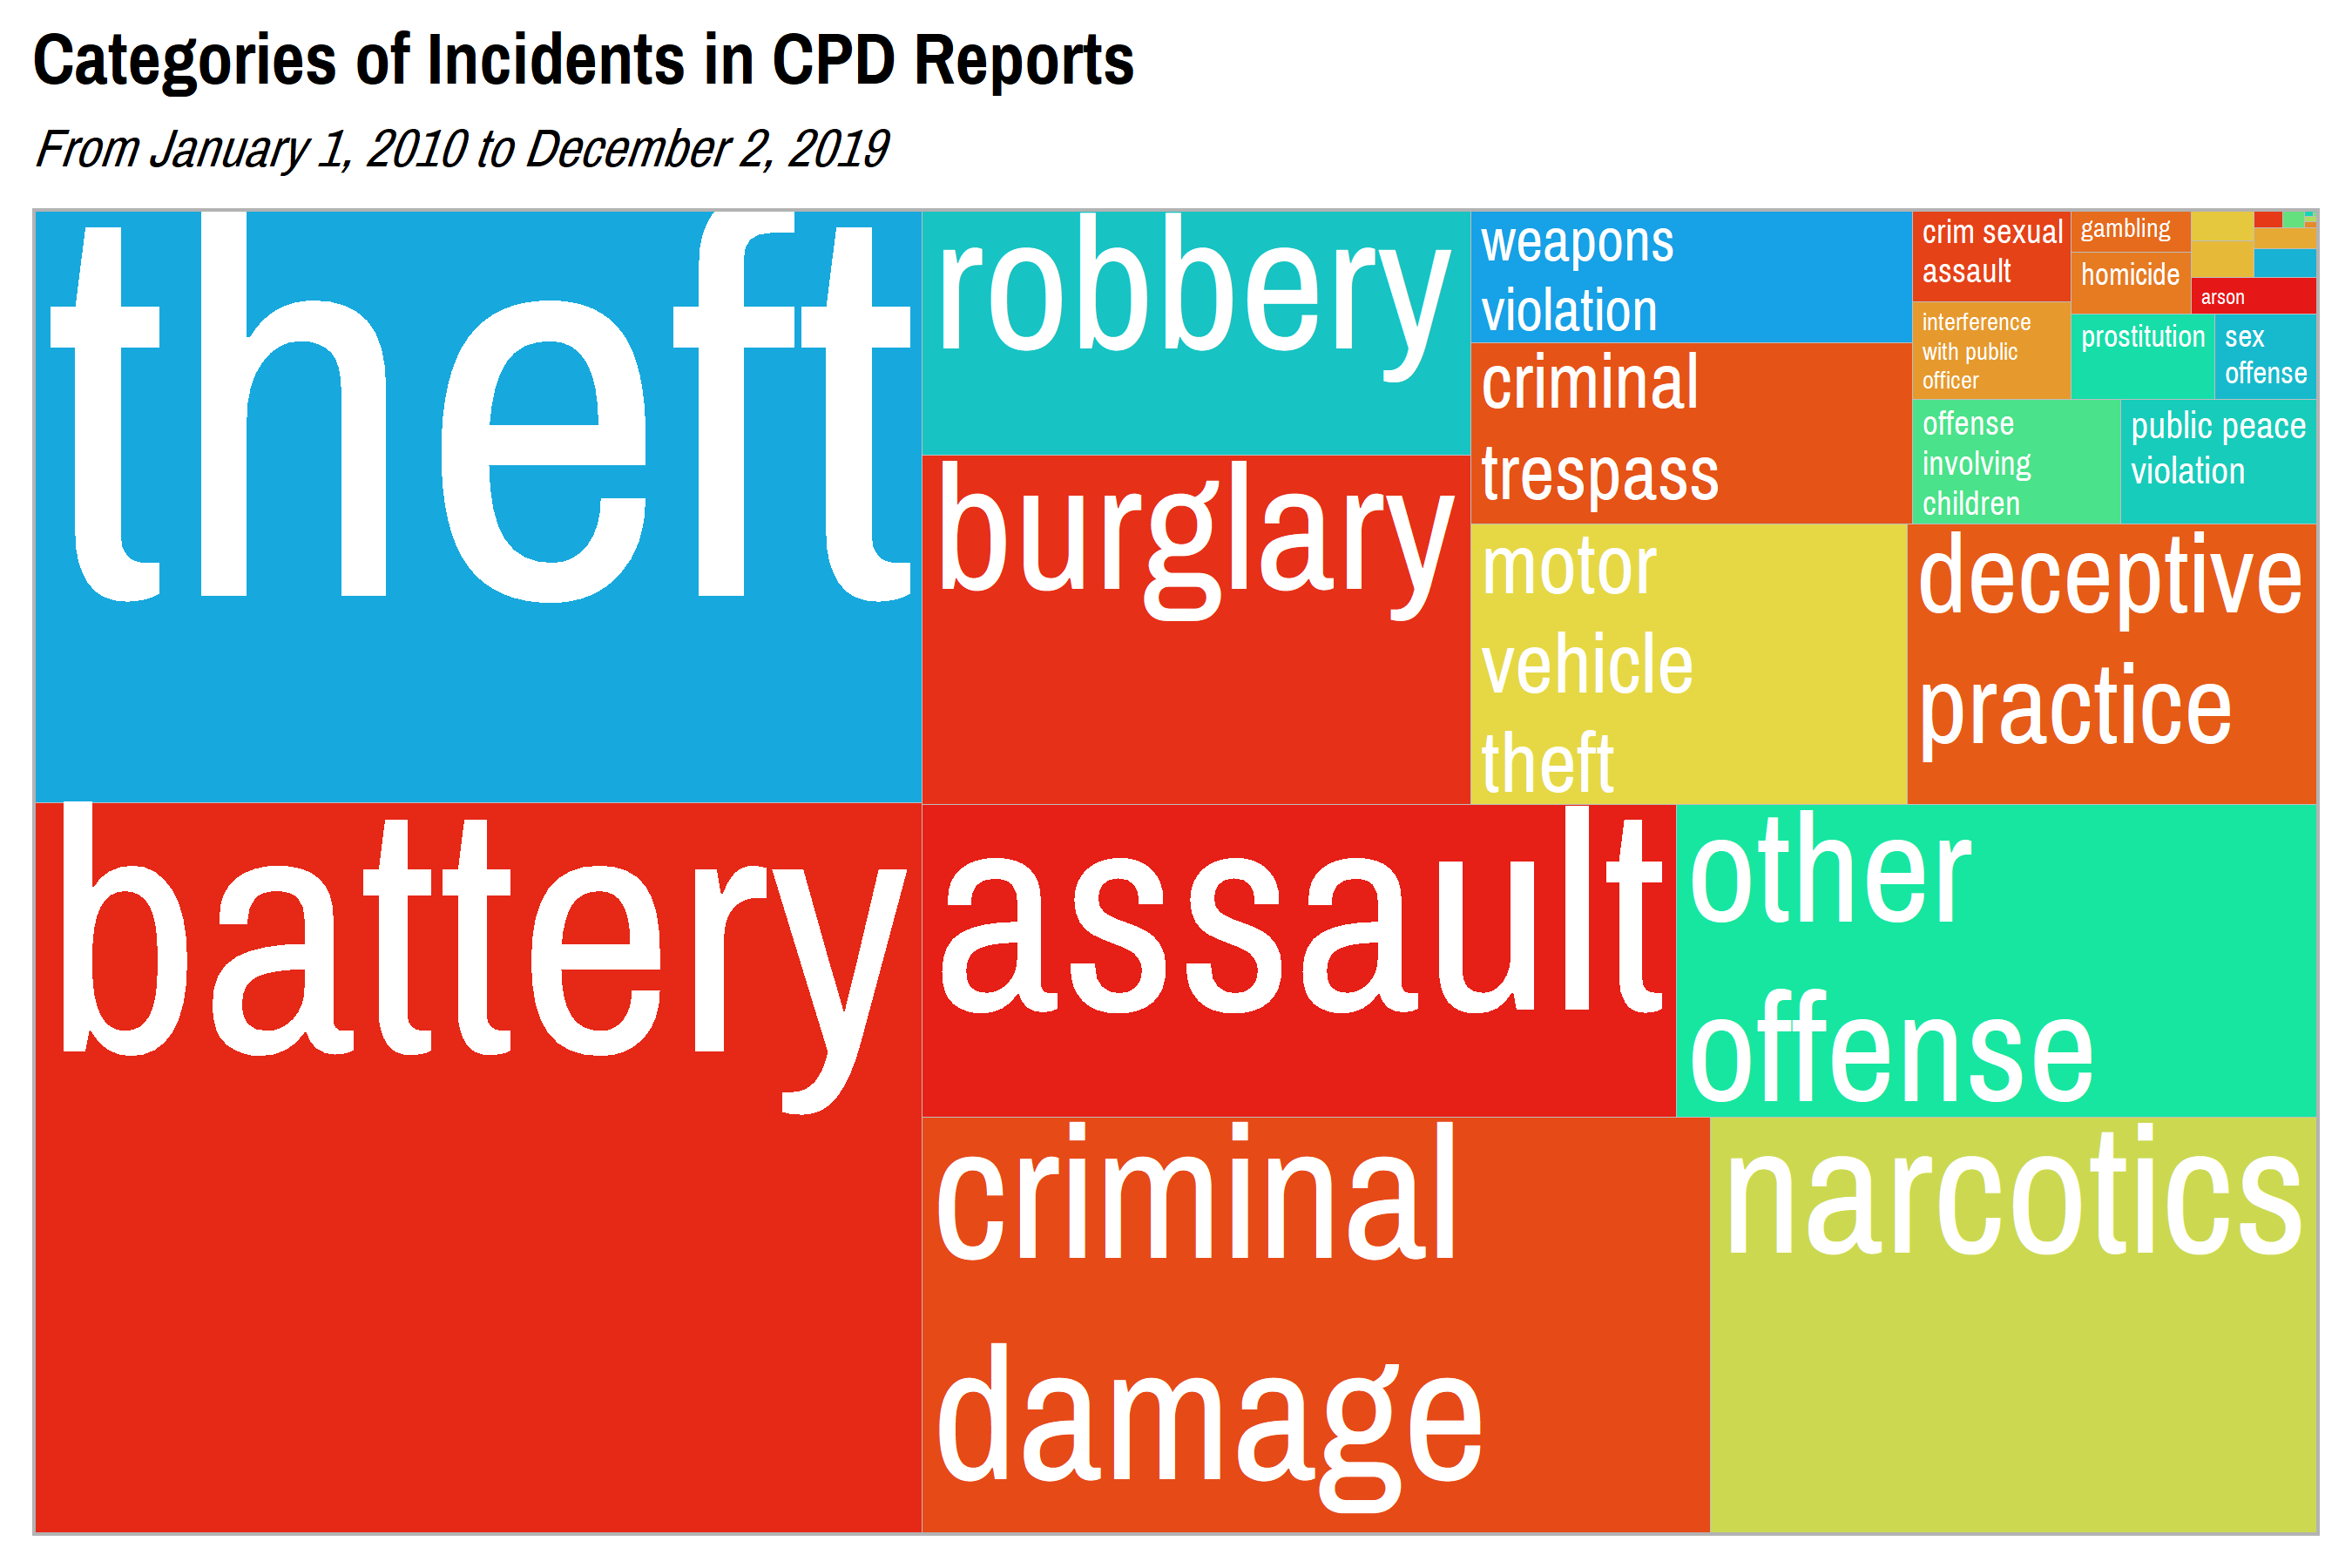 Categories of Incidents in CPD Reports
From January 1, 2010 to December 2, 2019
theft
battery
robbery
burglary
weapons
violation
criminal
trespass
motor
vehicle
theft
crim sexual
assault
interference
with public
officer
gambling
homicide
arson
prostitution
sex
offense
offense
involving
children
public peace
violation
deceptive
practice
assault
other
offense
criminal
damage
narcotics